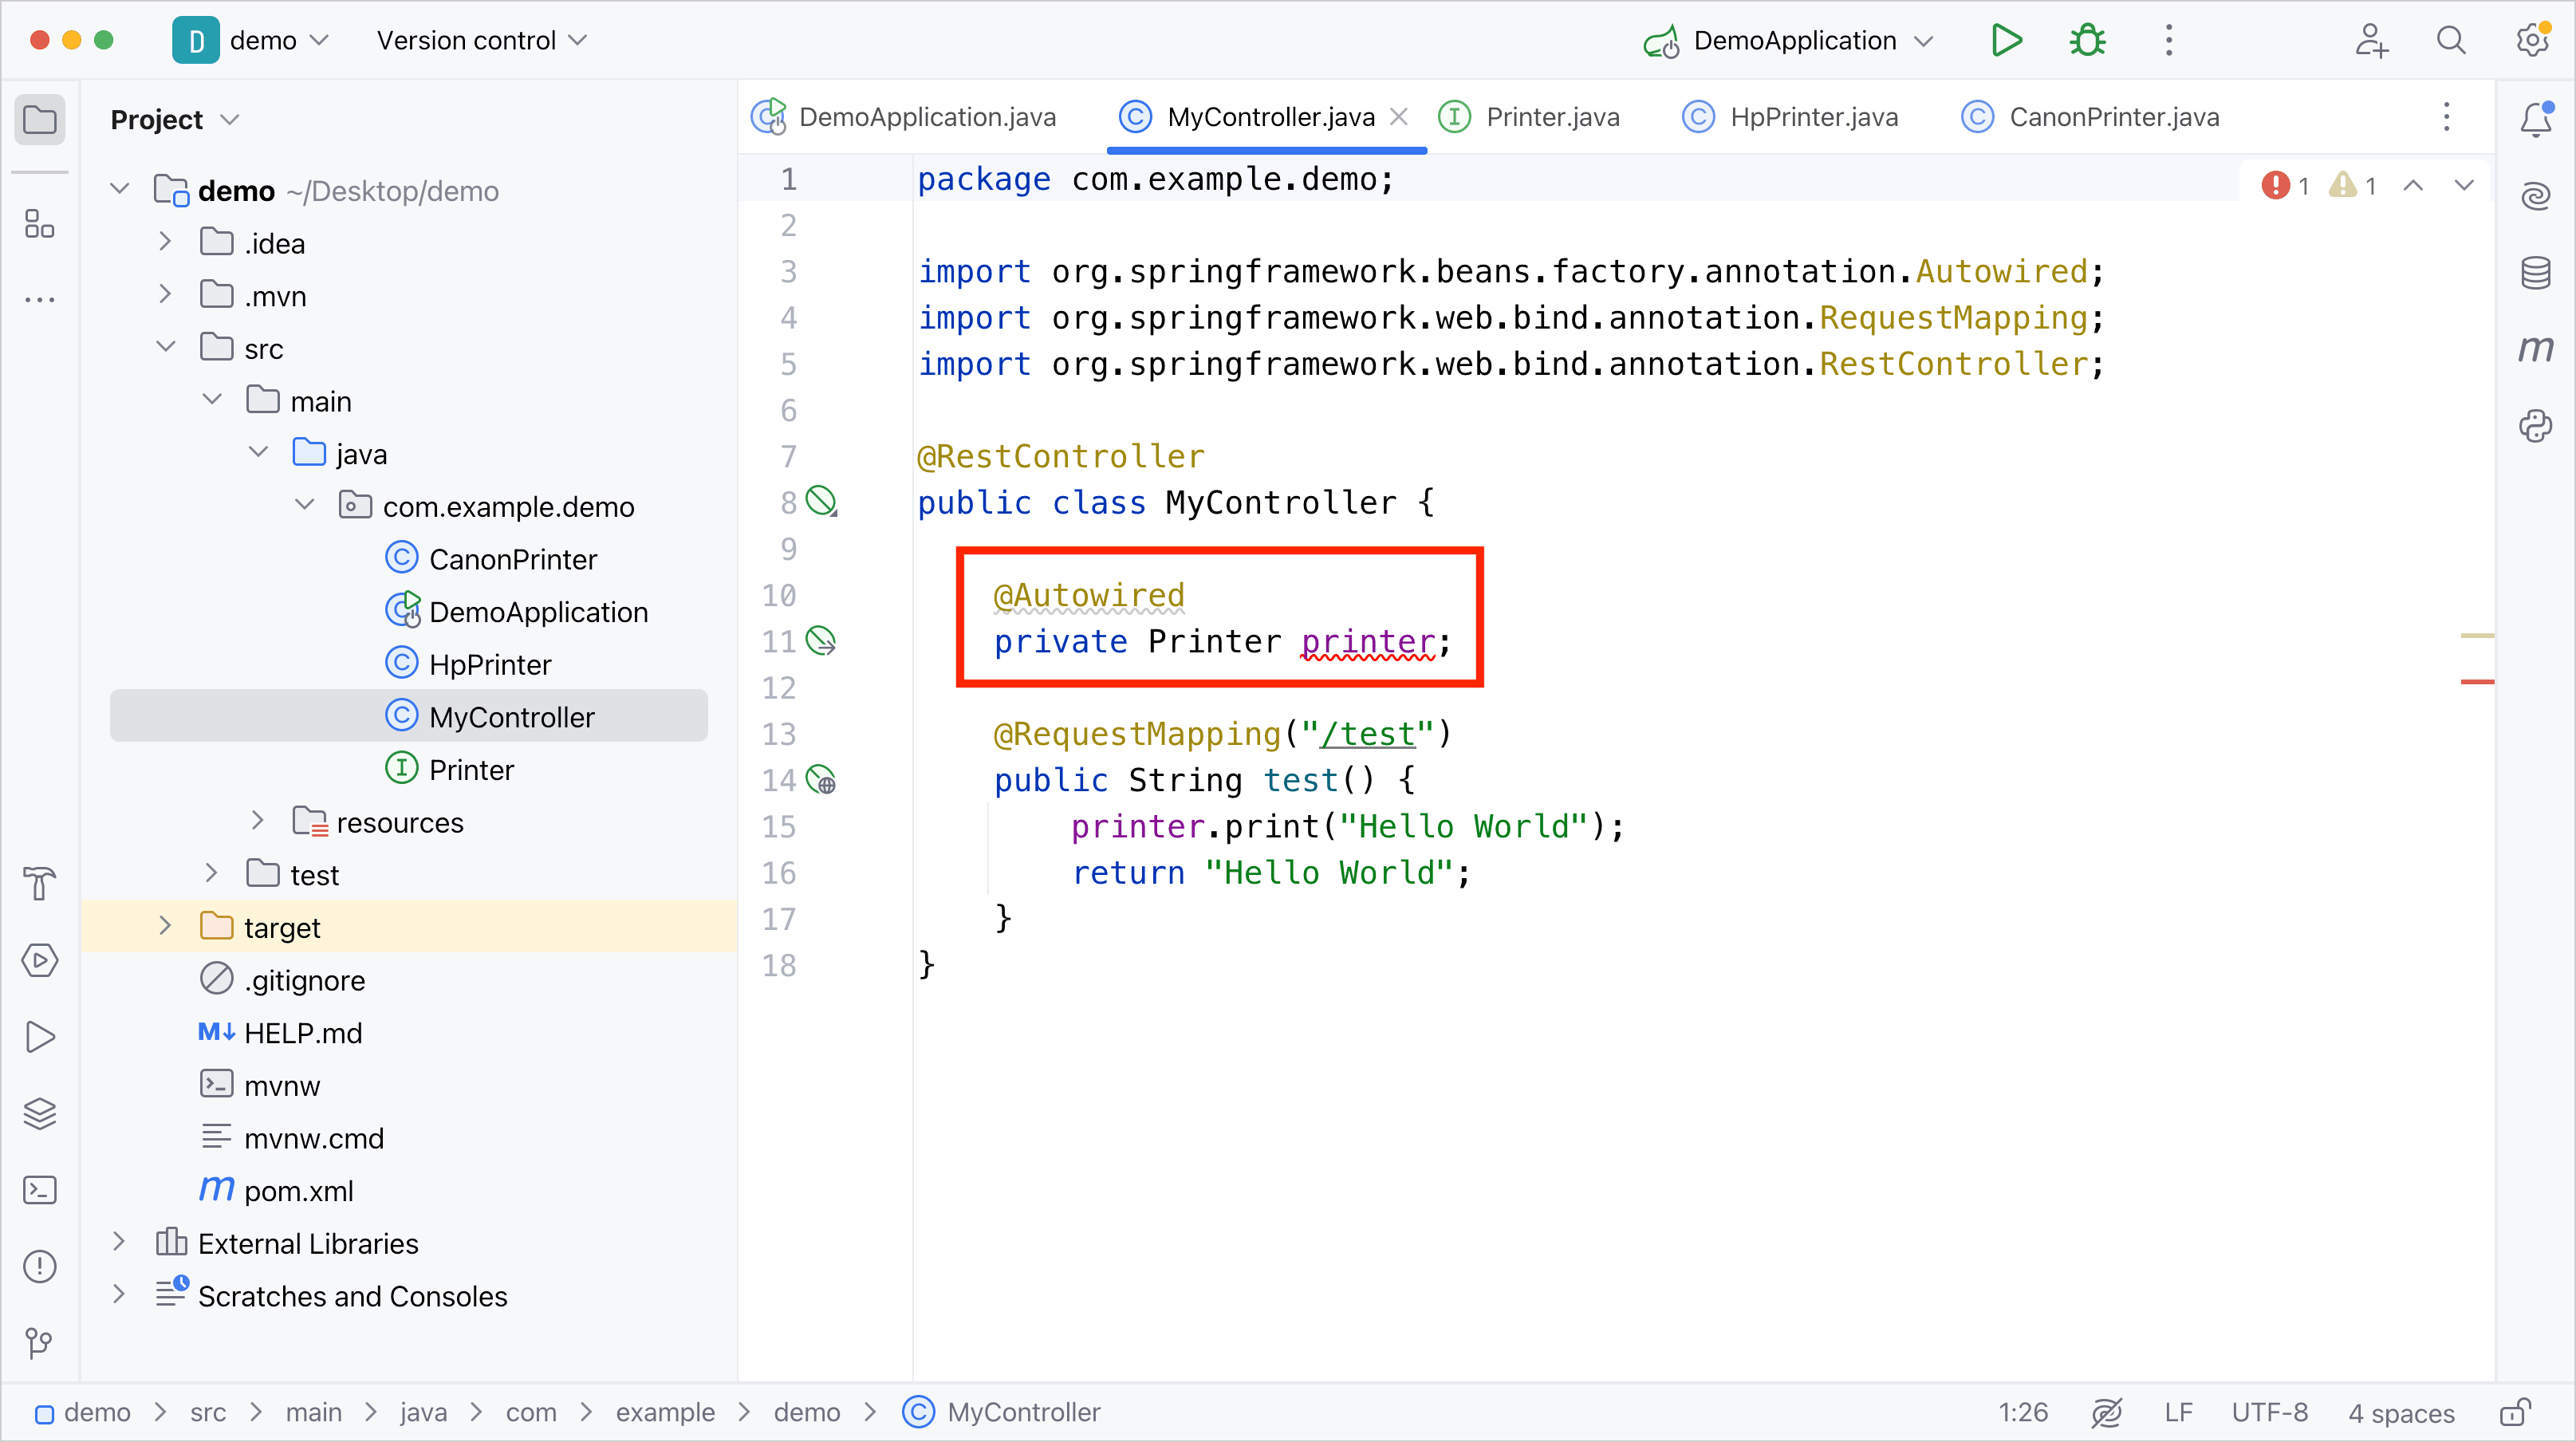 D demo Version control DemoApplication
Project
demo ~/Desktop/demo
.idea
.mvn
src
main
java
com.example.demo
CanonPrinter
DemoApplication
HpPrinter
MyController
Printer
resources
test
target
.gitignore
M↓ HELP.md
mvnw
mvnw.cmd
m pom.xml
External Libraries
Scratches and Consoles
DemoApplication.java MyController.java Printer.java HpPrinter.java CanonPrinter.java
1 package com.example.demo;
1 1
2
3 import org.springframework.beans.factory.annotation.Autowired;
4 import org.springframework.web.bind.annotation.RequestMapping;
5 import org.springframework.web.bind.annotation.RestController;
6
7 @RestController
8 public class MyController {
9
10 @Autowired
11 private Printer printer;
12
13 @RequestMapping("/test")
14 public String test() {
15 printer.print("Hello World");
16 return "Hello World";
17 }
18 }
m
demo > src > main > java > com > example > demo > MyController 1:26 LF UTF-8 4 spaces